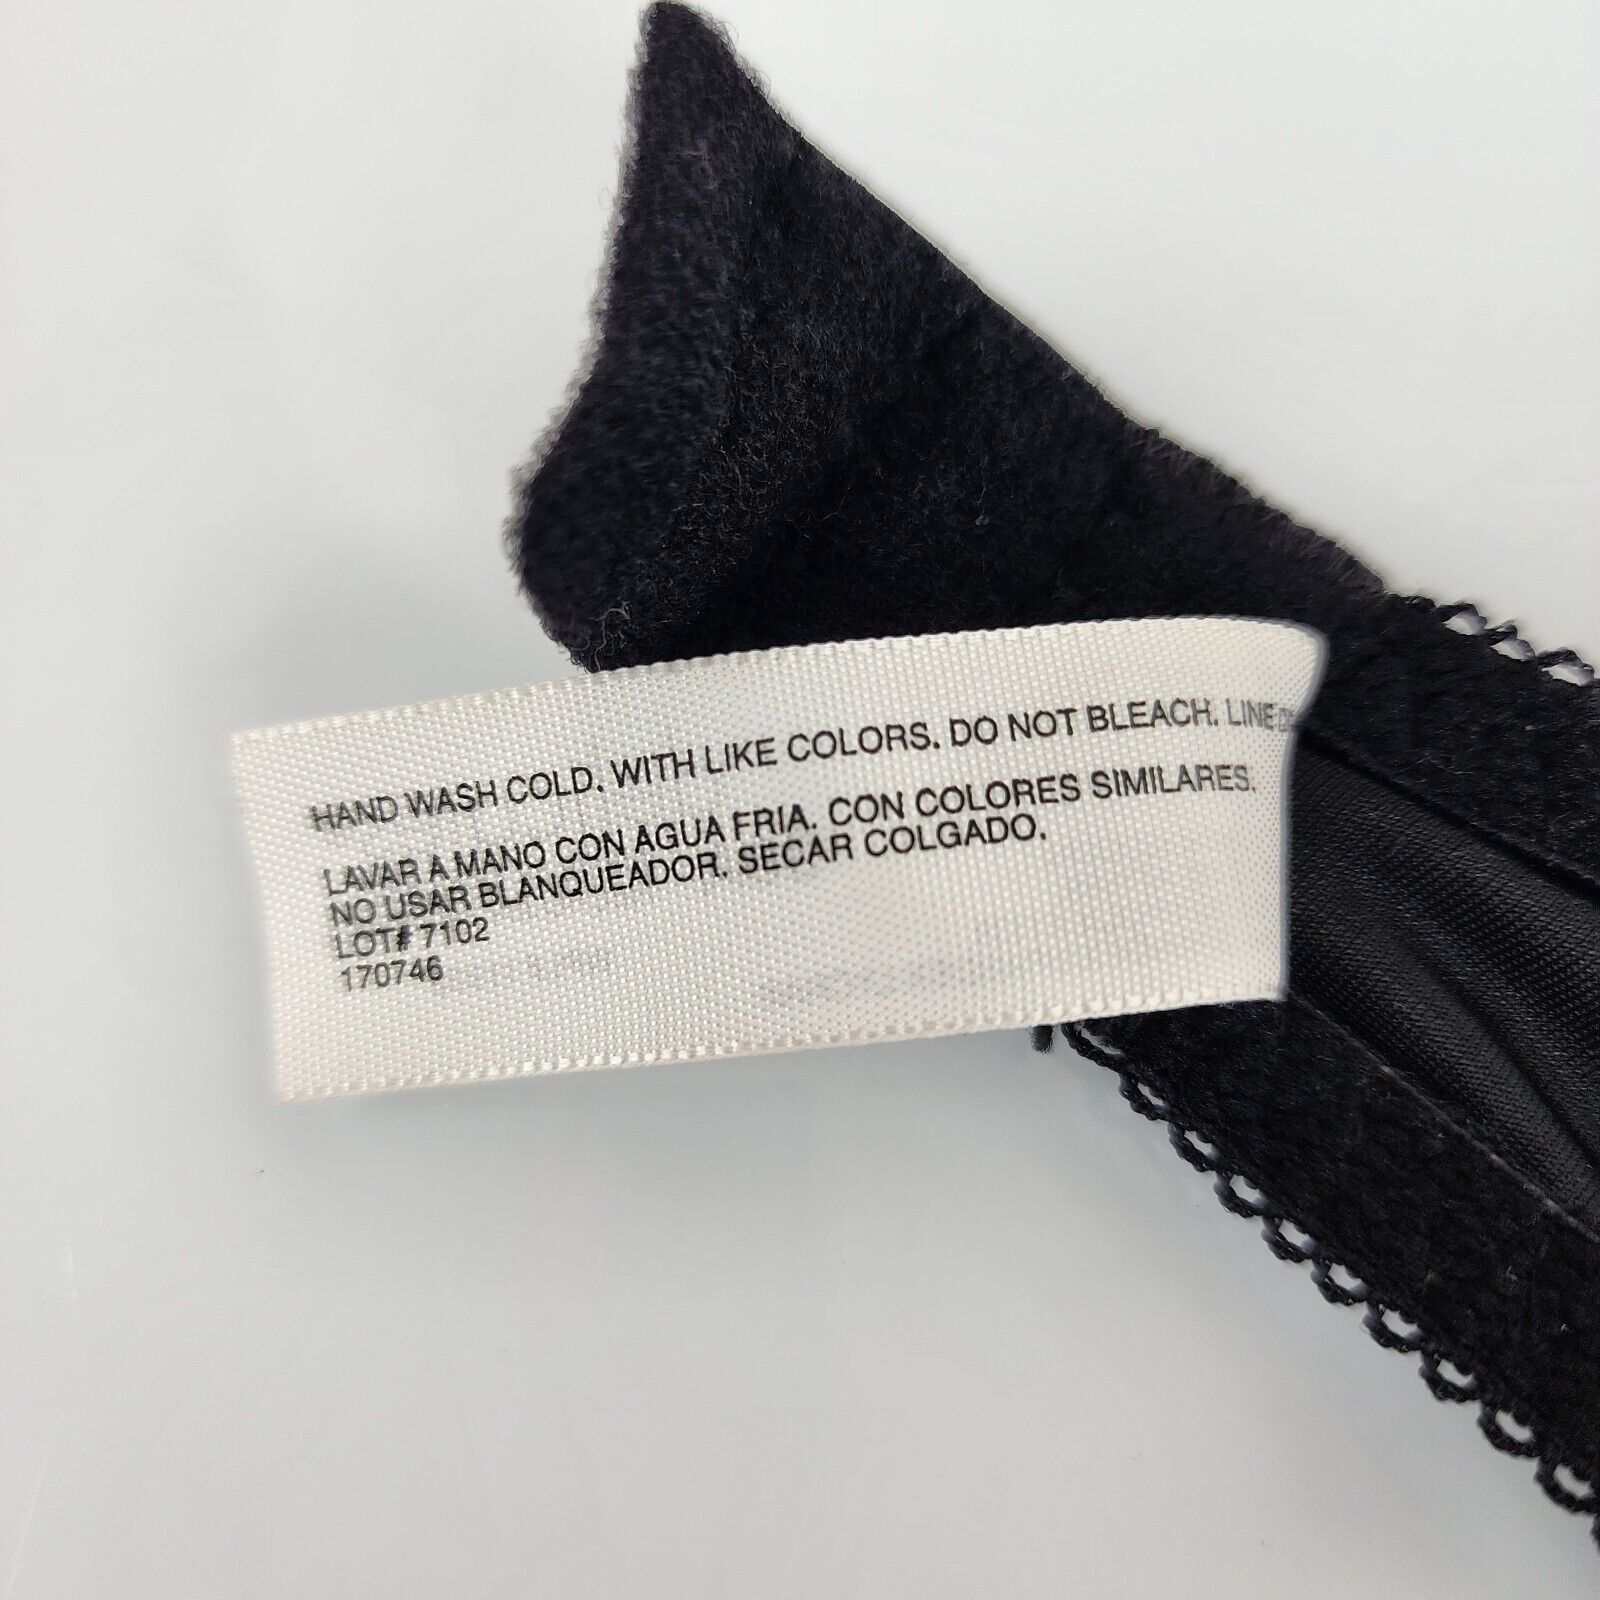 HAND WASH COLD. WITH LIKE COLORS. DO NOT BLEACH. LINE
LAVAR A MANO CON AGUA FRIA. CON COLORES SIMILARES.
NO USAR BLANQUEADOR. SECAR COLGADO.
LOT# 7102
170746